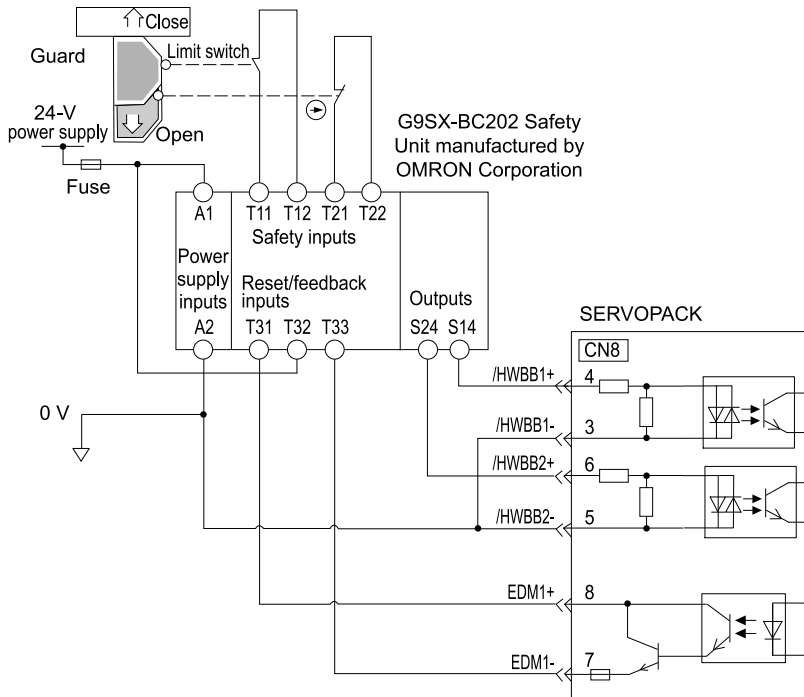 Close
Guard
Limit switch
24-V
power supply
Open
Fuse
G9SX-BC202 Safety
Unit manufactured by
OMRON Corporation
A1 T11 T12 T21 T22
Safety inputs
Power
supply
inputs
Reset/feedback
inputs
Outputs
A2 T31 T32 T33 S24 S14
SERVOPACK
CN8
/HWBB1+ 4
0 V
/HWBB1- 3
/HWBB2+ 6
/HWBB2- 5
EDM1+ 8
EDM1- 7